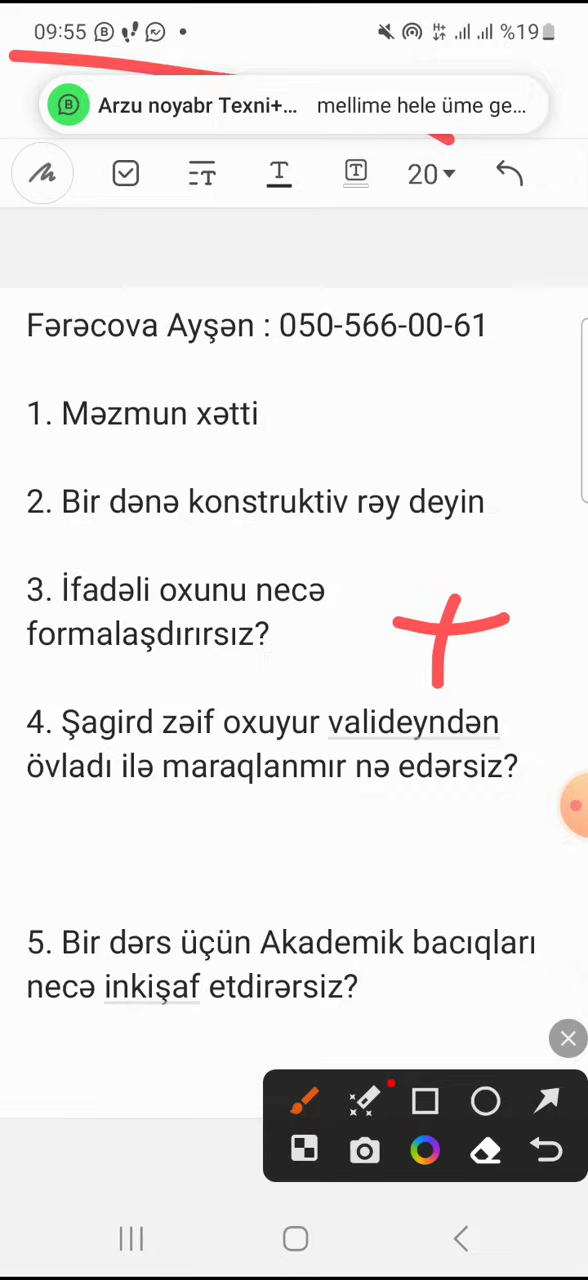 09:55
%19
Arzu noyabr Texni+... mellime hele üme ge...
20
Fərəcova Ayşən : 050-566-00-61
1. Məzmun xətti
2. Bir dənə konstruktiv rəy deyin
3. İfadəli oxunu necə
formalaşdırırsız?
4. Şagird zəif oxuyur valideyndən
övladı ilə maraqlanmır nə edərsiz?
5. Bir dərs üçün Akademik bacıqları
necə inkişaf etdirərsiz?